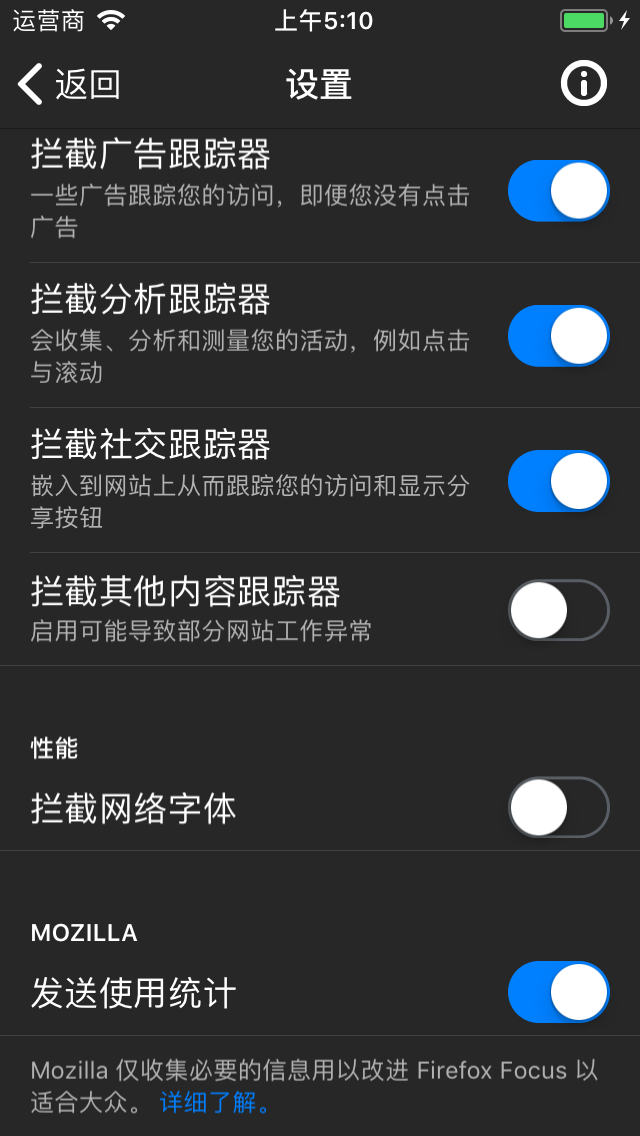 运营商 上午5:10
返回 设置
拦截广告跟踪器
一些广告跟踪您的访问，即便您没有点击
广告
拦截分析跟踪器
会收集、分析和测量您的活动，例如点击
与滚动
拦截社交跟踪器
嵌入到网站上从而跟踪您的访问和显示分
享按钮
拦截其他内容跟踪器
启用可能导致部分网站工作异常
性能
拦截网络字体
MOZILLA
发送使用统计
Mozilla 仅收集必要的信息用以改进 Firefox Focus 以
适合大众。 详细了解。